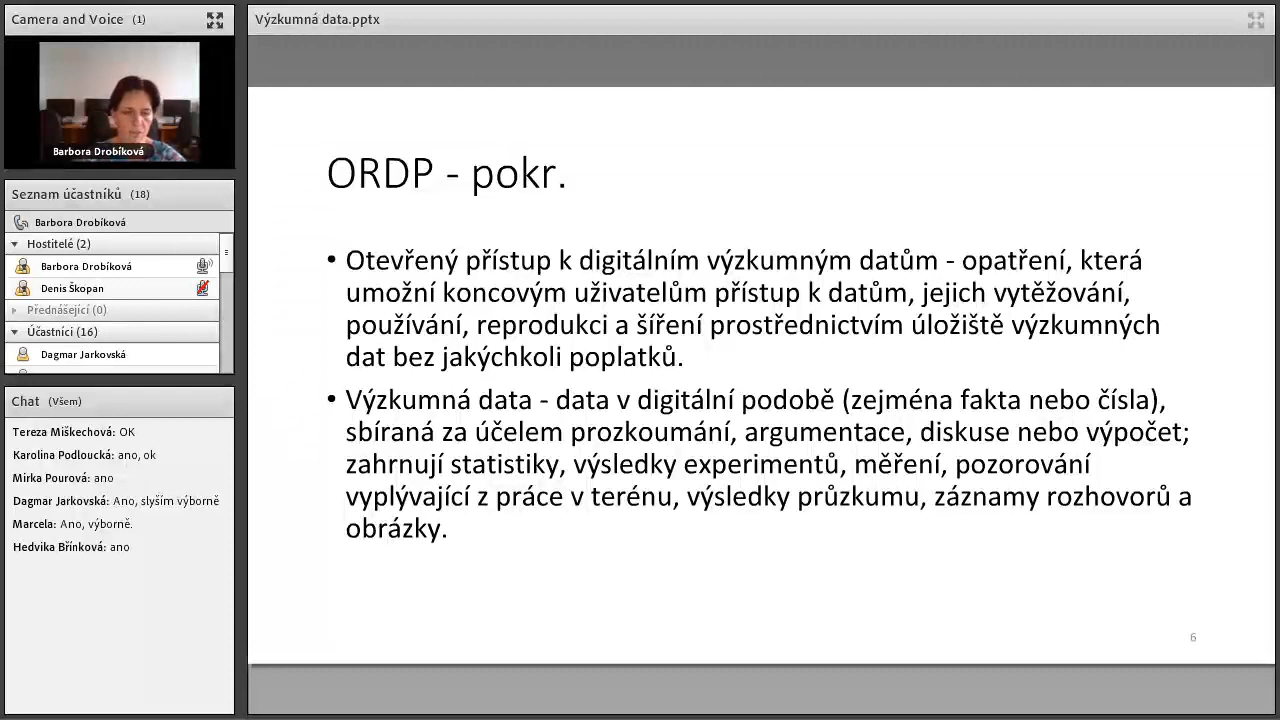 Camera and Voice (1)
Barbora Drobíková
Seznam účastníků (18)
Barbora Drobíková
Hostitelé (2)
Barbora Drobíková
Denis Škopan
Přednášející (0)
Účastníci (16)
Dagmar Jarkovská
Chat (Všem)
Tereza Miškechová: OK
Karolina Podloucká: ano, ok
Mirka Pourová: ano
Dagmar Jarkovská: Ano, slyším výborně
Marcela: Ano, výborně.
Hedvika Břínková: ano
Výzkumná data.pptx
ORDP - pokr.
• Otevřený přístup k digitálním výzkumným datům - opatření, která
umožní koncovým uživatelům přístup k datům, jejich vytěžování,
používání, reprodukci a šíření prostřednictvím úložiště výzkumných
dat bez jakýchkoli poplatků.
• Výzkumná data - data v digitální podobě (zejména fakta nebo čísla),
sbíraná za účelem prozkoumání, argumentace, diskuse nebo výpočet;
zahrnují statistiky, výsledky experimentů, měření, pozorování
vyplývající z práce v terénu, výsledky průzkumu, záznamy rozhovorů a
obrázky.
6